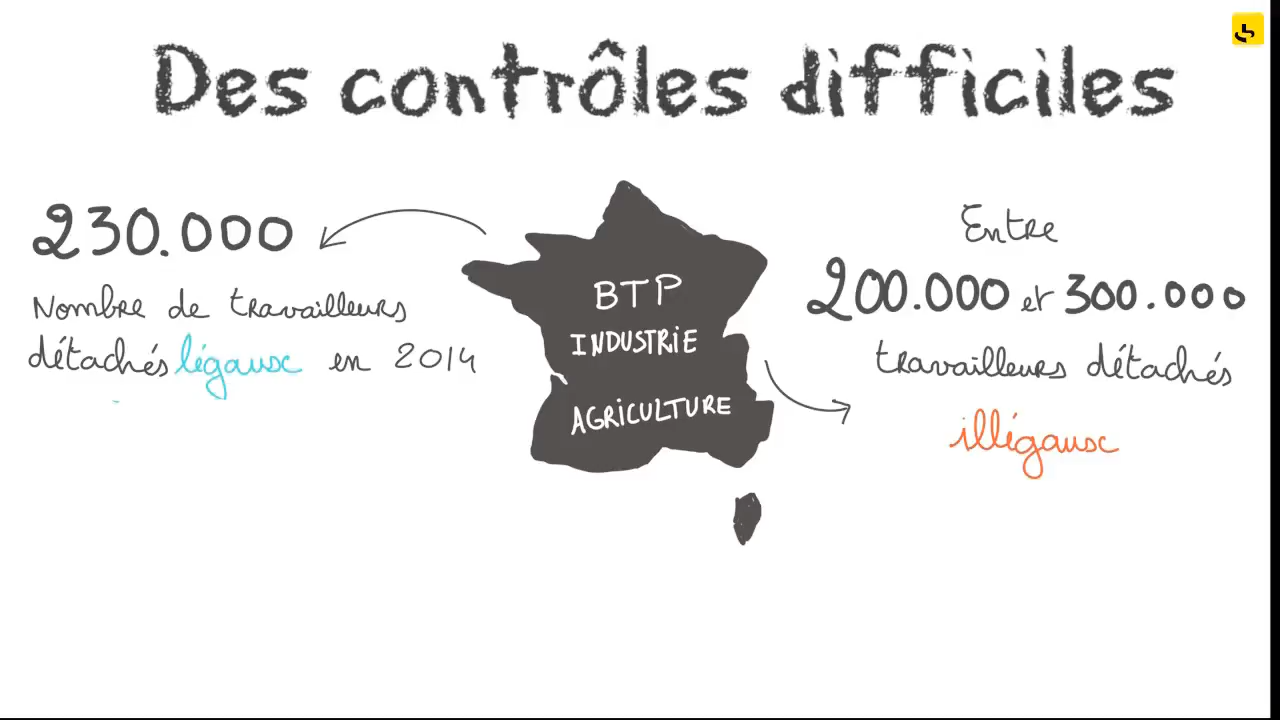 Des contrôles difficiles
230.000
Nombre de travailleurs
détachés légaux en 2014
BTP
INDUSTRIE
AGRICULTURE
Entre
200.000 et 300.000
travailleurs détachés
illégaux